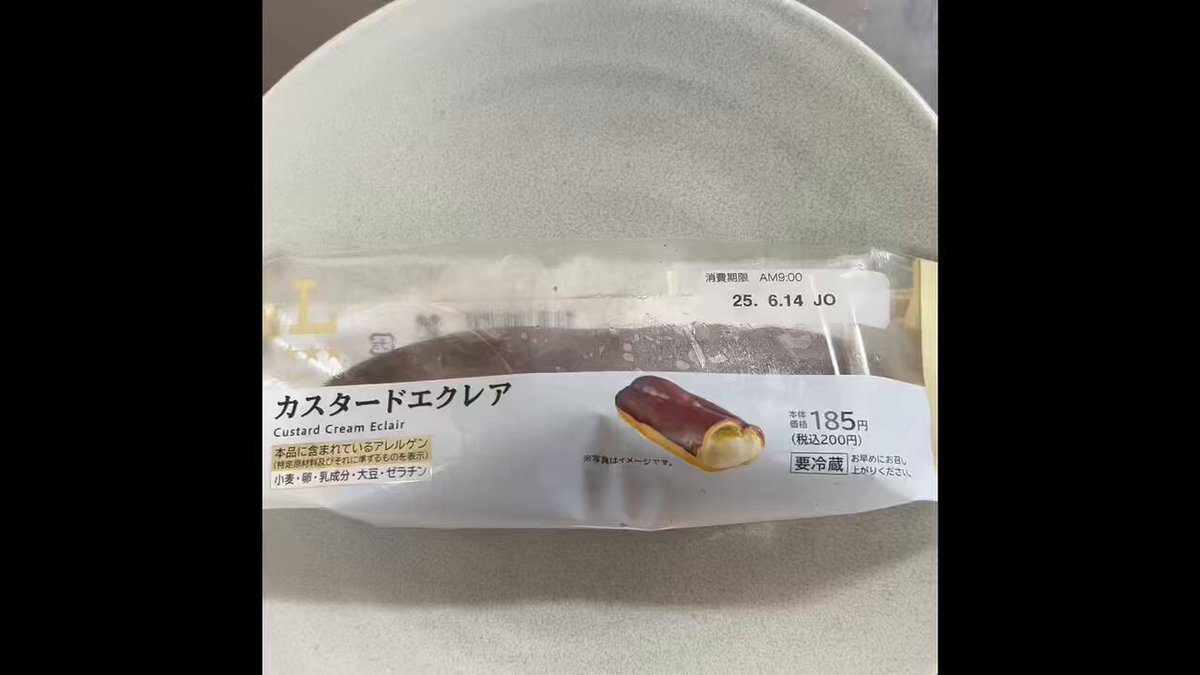 消費期限 AM9:00
25. 6.14 JO
L
カスタードエクレア
Custard Cream Eclair
本品に含まれているアレルゲン
(特定原材料及びそれに準ずるものを表示)
小麦・卵・乳成分・大豆・ゼラチン
※写真はイメージです。
本体価格 185円
(税込200円)
要冷蔵
お早めにお召し
上がりください。